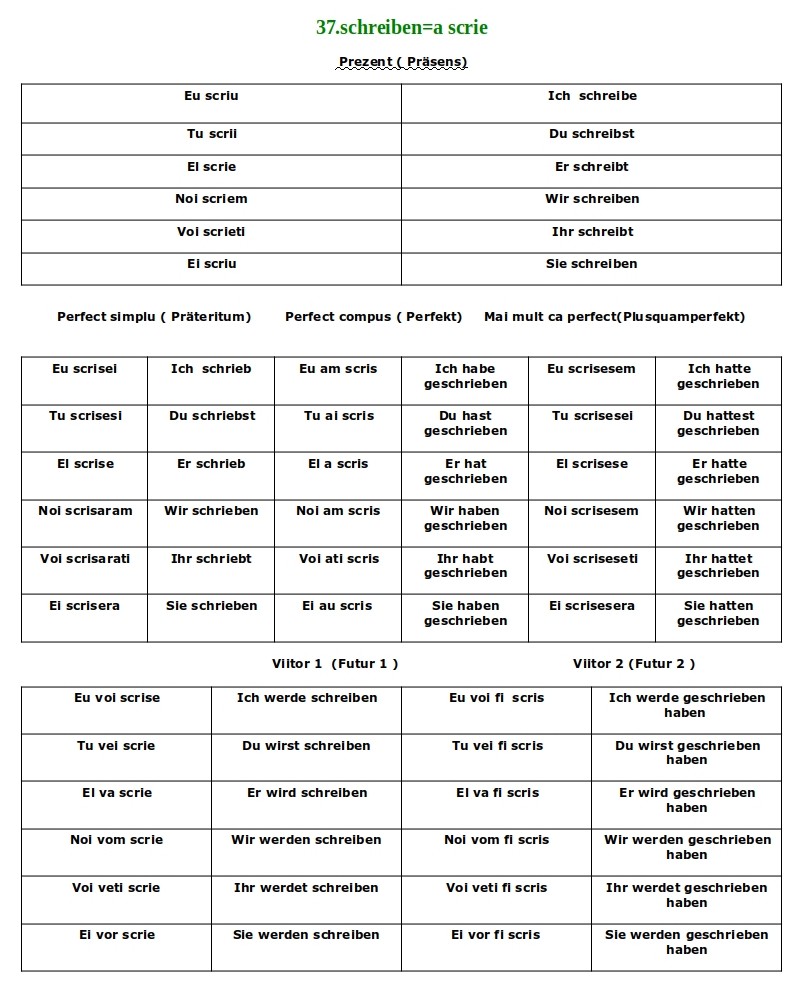 37.schreiben=a scrie
Prezent ( Präsens)
Eu scriu Ich schreibe
Tu scrii Du schreibst
El scrie Er schreibt
Noi scriem Wir schreiben
Voi scrieti Ihr schreibt
Ei scriu Sie schreiben
Perfect simplu ( Präteritum) Perfect compus ( Perfekt) Mai mult ca perfect(Plusquamperfekt)
Eu scrisei Ich schrieb Eu am scris Ich habe Eu scrisesem Ich hatte
geschrieben geschrieben
Tu scrisesi Du schriebst Tu ai scris Du hast Tu scrisesei Du hattest
geschrieben geschrieben
El scrise Er schrieb El a scris Er hat El scrisese Er hatte
geschrieben geschrieben
Noi scrisaram Wir schrieben Noi am scris Wir haben Noi scrisesem Wir hatten
geschrieben geschrieben
Voi scrisarati Ihr schriebt Voi ati scris Ihr habt Voi scriseseti Ihr hattet
geschrieben geschrieben
Ei scrisera Sie schrieben Ei au scris Sie haben Ei scrisesera Sie hatten
geschrieben geschrieben
Viitor 1 (Futur 1 ) Viitor 2 (Futur 2 )
Eu voi scrise Ich werde schreiben Eu voi fi scris Ich werde geschrieben
haben
Tu vei scrie Du wirst schreiben Tu vei fi scris Du wirst geschrieben
haben
El va scrie Er wird schreiben El va fi scris Er wird geschrieben
haben
Noi vom scrie Wir werden schreiben Noi vom fi scris Wir werden geschrieben
haben
Voi veti scrie Ihr werdet schreiben Voi veti fi scris Ihr werdet geschrieben
haben
Ei vor scrie Sie werden schreiben Ei vor fi scris Sie werden geschrieben
haben